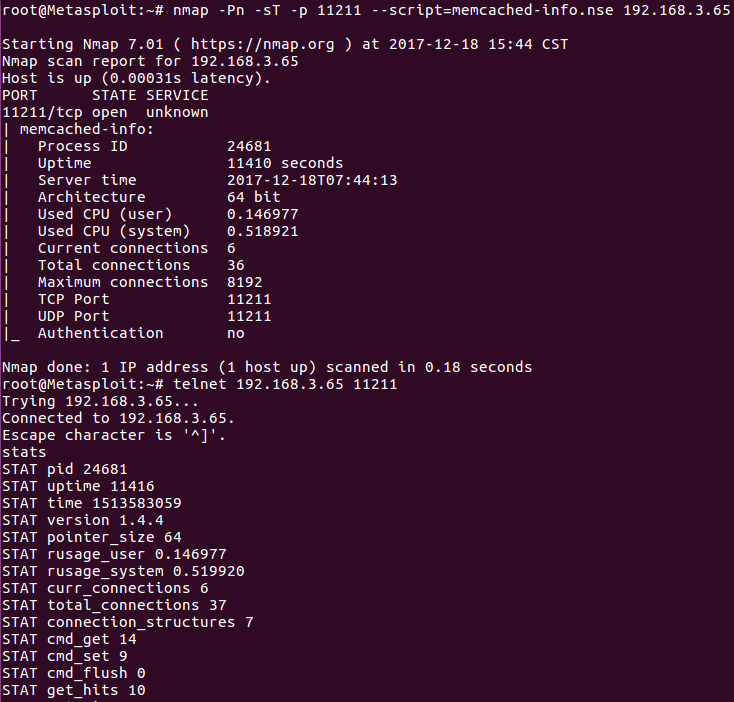 root@Metasploit:~# nmap -Pn -sT -p 11211 --script=memcached-info.nse 192.168.3.65
Starting Nmap 7.01 ( https://nmap.org ) at 2017-12-18 15:44 CST
Nmap scan report for 192.168.3.65
Host is up (0.00031s latency).
PORT      STATE SERVICE
11211/tcp open  unknown
| memcached-info:
|   Process ID           24681
|   Uptime               11410 seconds
|   Server time          2017-12-18T07:44:13
|   Architecture         64 bit
|   Used CPU (user)      0.146977
|   Used CPU (system)    0.518921
|   Current connections  6
|   Total connections    36
|   Maximum connections  8192
|   TCP Port             11211
|   UDP Port             11211
|_  Authentication       no
Nmap done: 1 IP address (1 host up) scanned in 0.18 seconds
root@Metasploit:~# telnet 192.168.3.65 11211
Trying 192.168.3.65...
Connected to 192.168.3.65.
Escape character is '^]'.
stats
STAT pid 24681
STAT uptime 11416
STAT time 1513583059
STAT version 1.4.4
STAT pointer_size 64
STAT rusage_user 0.146977
STAT rusage_system 0.519920
STAT curr_connections 6
STAT total_connections 37
STAT connection_structures 7
STAT cmd_get 14
STAT cmd_set 9
STAT cmd_flush 0
STAT get_hits 10